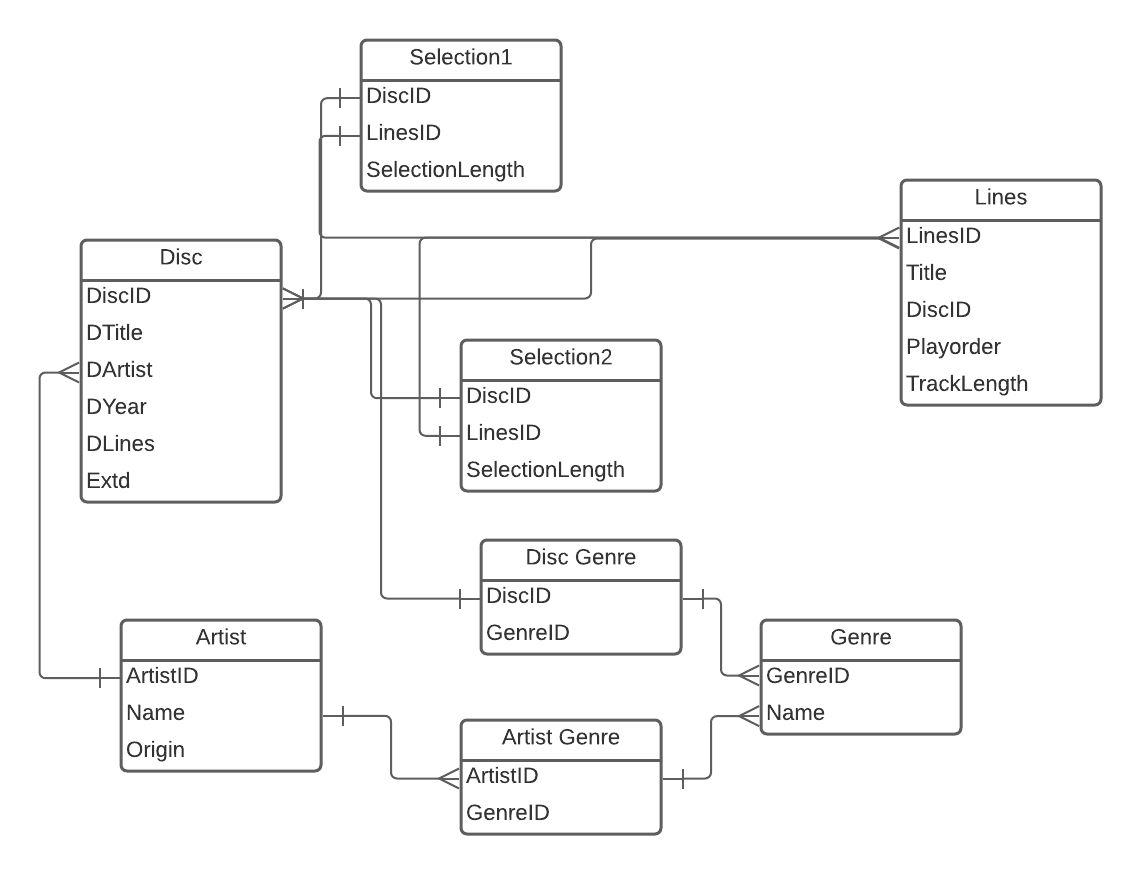 Selection1
DiscID
LinesID
SelectionLength
Lines
LinesID
Title
DiscID
Playorder
TrackLength
Disc
DiscID
DTitle
DArtist
DYear
DLines
Extd
Selection2
DiscID
LinesID
SelectionLength
Disc Genre
DiscID
GenreID
Artist
ArtistID
Name
Origin
Genre
GenreID
Name
Artist Genre
ArtistID
GenreID